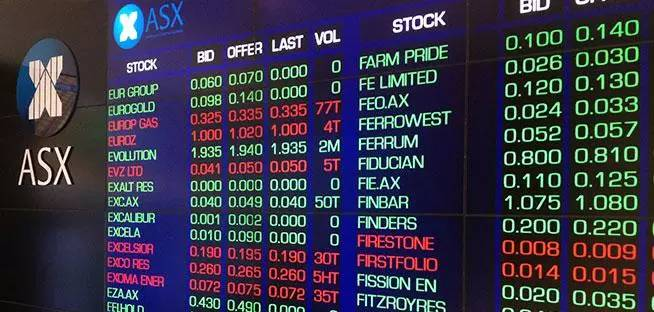 ASX
ASX
STOCK BID OFFER LAST VOL
EUR GROUP 0.060 0.070 0.000 0
EUROGOLD 0.098 0.140 0.000 0
EUROP GAS 0.325 0.335 0.335 77T
EUROZ 1.000 1.020 1.000 4T
EVOLUTION 1.935 1.940 1.935 2M
EVZ LTD 0.041 0.050 0.050 5T
EXALT RES 0.000 0.000 0.000 0
EXC.AX 0.040 0.049 0.040 50T
EXCALIBUR 0.001 0.002 0.000 0
EXCELA 0.010 0.090 0.000 0
EXCELSIOR 0.190 0.195 0.190 30T
EXCO RES 0.260 0.265 0.260 5HT
EXOMA ENER 0.072 0.075 0.072 35T
EZA.AX 0.430 0.490 0.000 0
FELHOLD
STOCK BID
FARM PRIDE 0.100 0.140
FE LIMITED 0.026 0.030
FEO.AX 0.120 0.130
FERROWEST 0.024 0.033
FERRUM 0.052 0.057
FIDUCIAN 0.800 0.810
FIE.AX 0.110 0.125
FINBAR 1.075 1.080
FINDERS 0.200 0.220
FIRESTONE 0.008 0.009
FIRSTFOLIO 0.014 0.015
FISSION EN 0.020 0.035
FITZROYRES